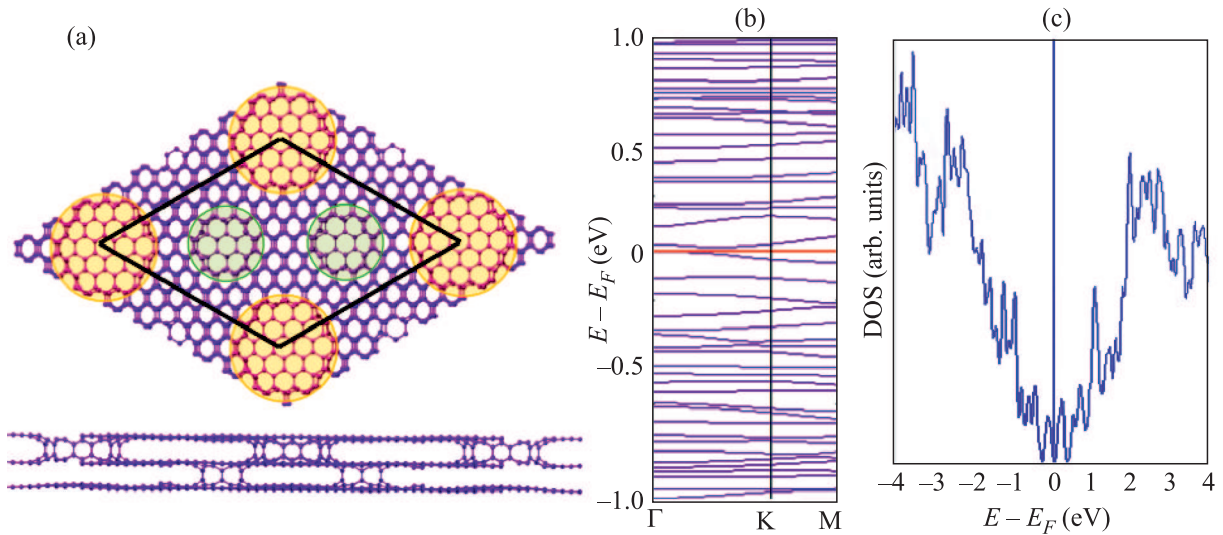 (a)
(b)
1.0
0.5
0
–0.5
–1.0
E – E_F (eV)
Γ
K
M
(c)
DOS (arb. units)
–4 –3 –2 –1 0 1 2 3 4
E – E_F (eV)